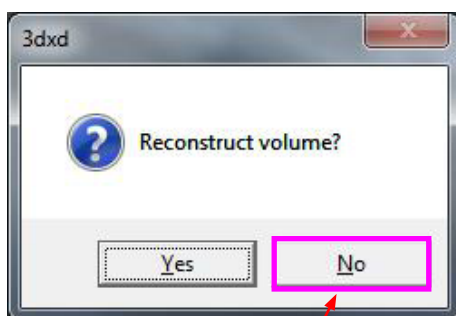 3dxd
Reconstruct volume?
Yes
No